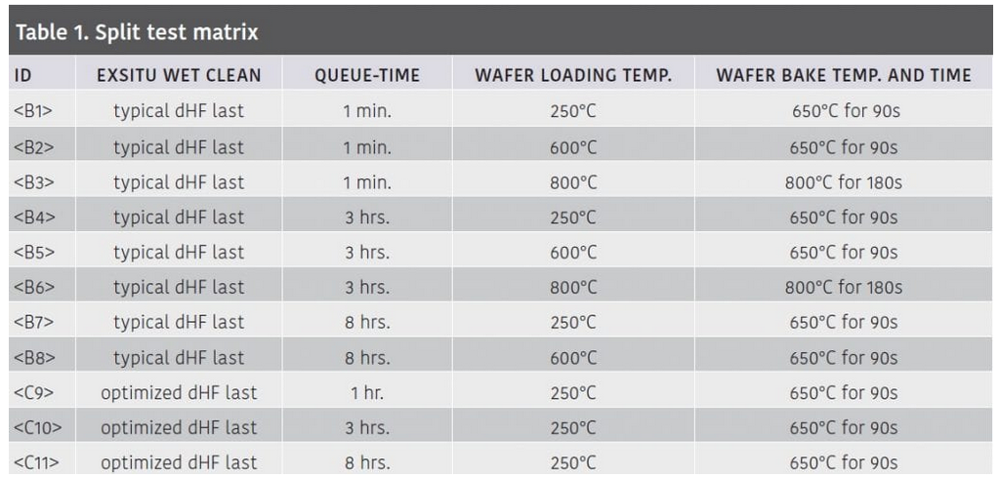 Table 1. Split test matrix
ID EXSITU WET CLEAN QUEUE-TIME WAFER LOADING TEMP. WAFER BAKE TEMP. AND TIME
<B1> typical dHF last 1 min. 250°C 650°C for 90s
<B2> typical dHF last 1 min. 600°C 650°C for 90s
<B3> typical dHF last 1 min. 800°C 800°C for 180s
<B4> typical dHF last 3 hrs. 250°C 650°C for 90s
<B5> typical dHF last 3 hrs. 600°C 650°C for 90s
<B6> typical dHF last 3 hrs. 800°C 800°C for 180s
<B7> typical dHF last 8 hrs. 250°C 650°C for 90s
<B8> typical dHF last 8 hrs. 600°C 650°C for 90s
<C9> optimized dHF last 1 hr. 250°C 650°C for 90s
<C10> optimized dHF last 3 hrs. 250°C 650°C for 90s
<C11> optimized dHF last 8 hrs. 250°C 650°C for 90s